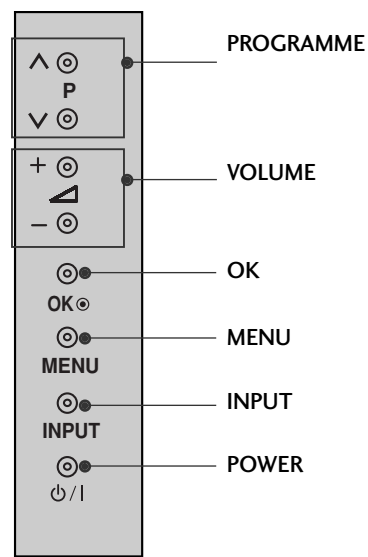 PROGRAMME
P
+
VOLUME
−
OK
OK
MENU
MENU
INPUT
INPUT
POWER
⏻/I